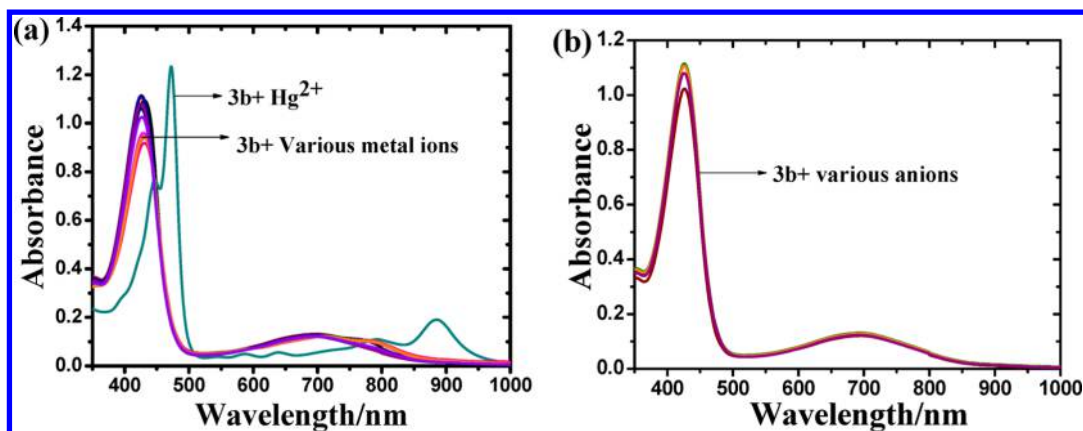 (a)
1.4
1.2
1.0
0.8
0.6
0.4
0.2
0.0
Absorbance
3b+ Hg2+
3b+ Various metal ions
400 500 600 700 800 900 1000
Wavelength/nm
(b)
1.2
1.0
0.8
0.6
0.4
0.2
0.0
Absorbance
3b+ various anions
400 500 600 700 800 900 1000
Wavelength/nm